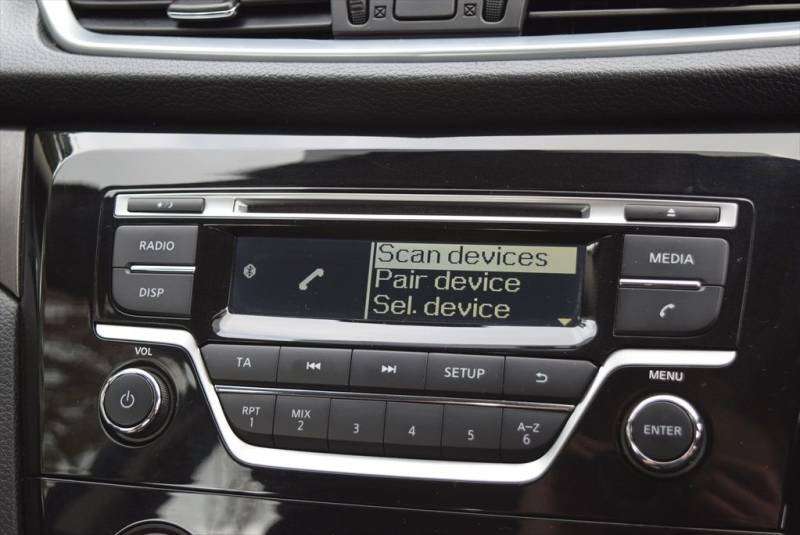 RADIO
DISP
Scan devices
Pair device
Sel. device
MEDIA
VOL
TA
SETUP
MENU
RPT
1
MIX
2
3
4
5
A-Z
6
ENTER